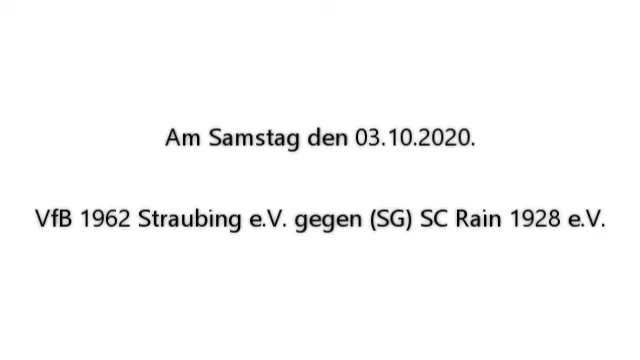 Am Samstag den 03.10.2020.
VfB 1962 Straubing e.V. gegen (SG) SC Rain 1928 e.V.